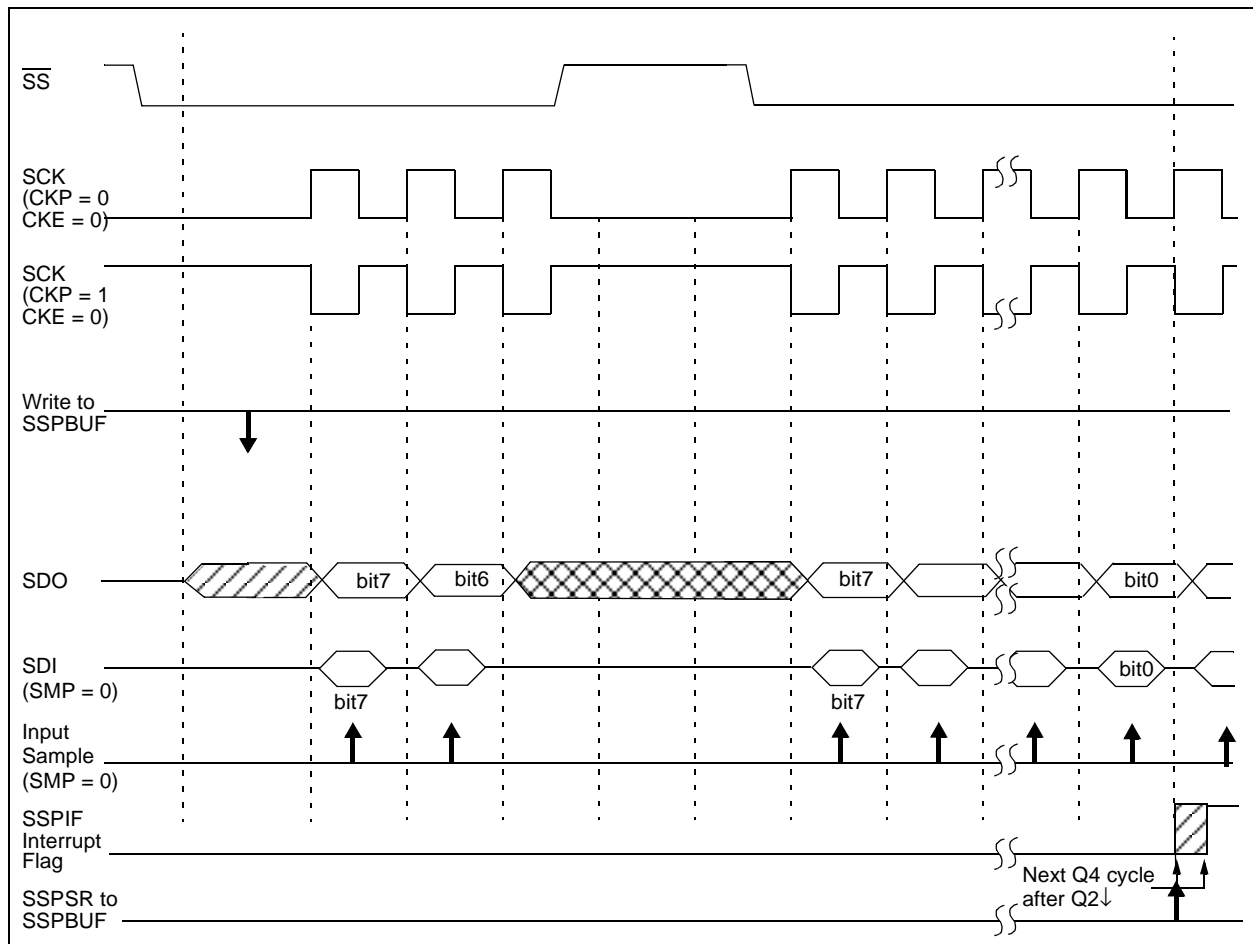 SS
SCK
(CKP = 0
CKE = 0)
SCK
(CKP = 1
CKE = 0)
Write to
SSPBUF
SDO
bit7
bit6
bit7
bit0
SDI
(SMP = 0)
bit7
bit7
bit0
Input
Sample
(SMP = 0)
SSPIF
Interrupt
Flag
Next Q4 cycle
after Q2↓
SSPSR to
SSPBUF